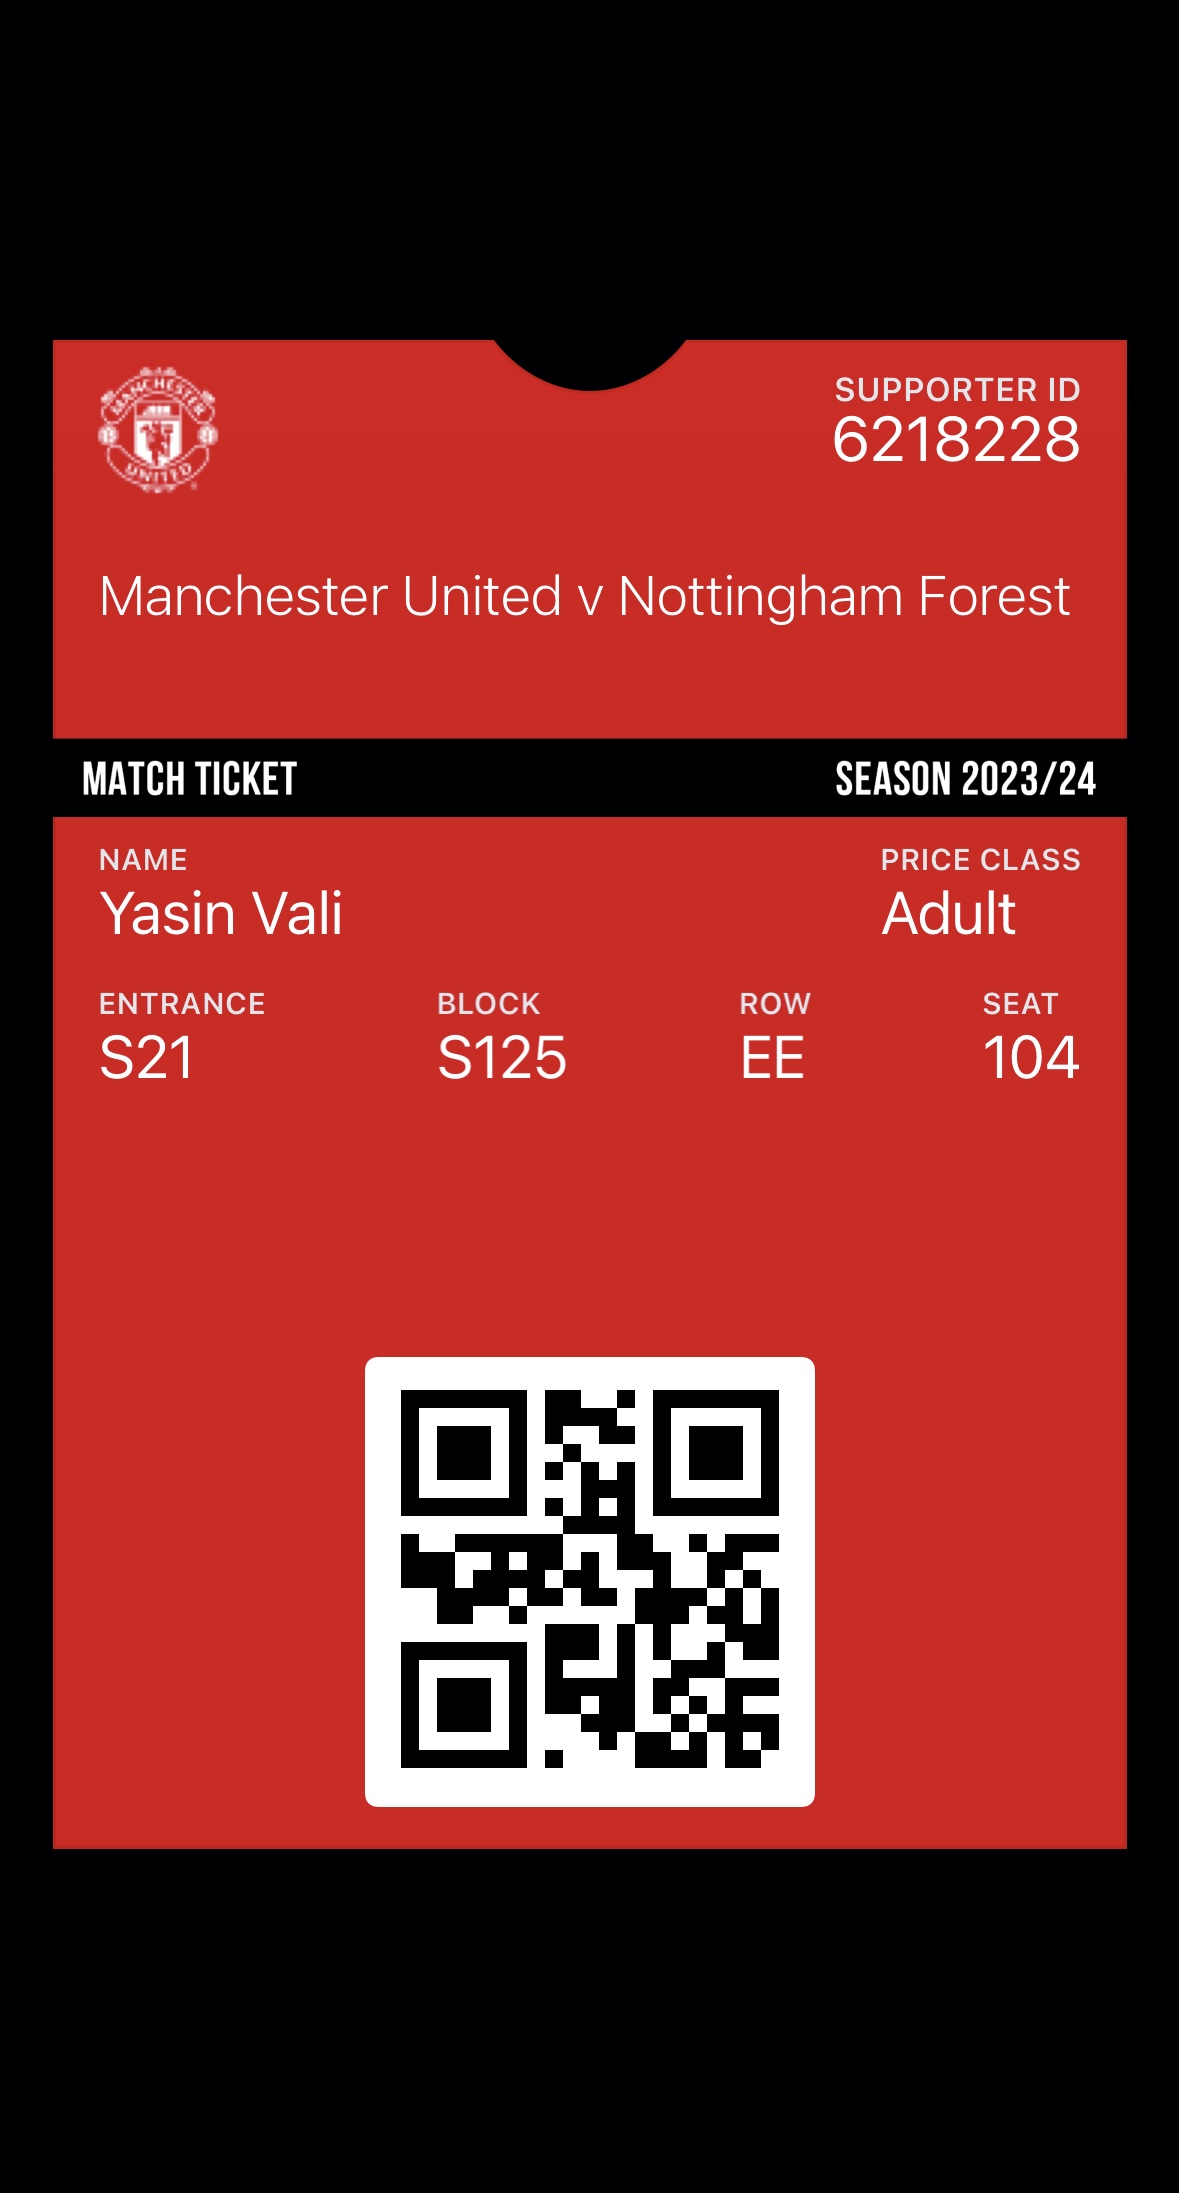 MANCHESTER
UNITED
SUPPORTER ID
6218228
Manchester United v Nottingham Forest
MATCH TICKET
SEASON 2023/24
NAME
PRICE CLASS
Yasin Vali
Adult
ENTRANCE
BLOCK
ROW
SEAT
S21
S125
EE
104